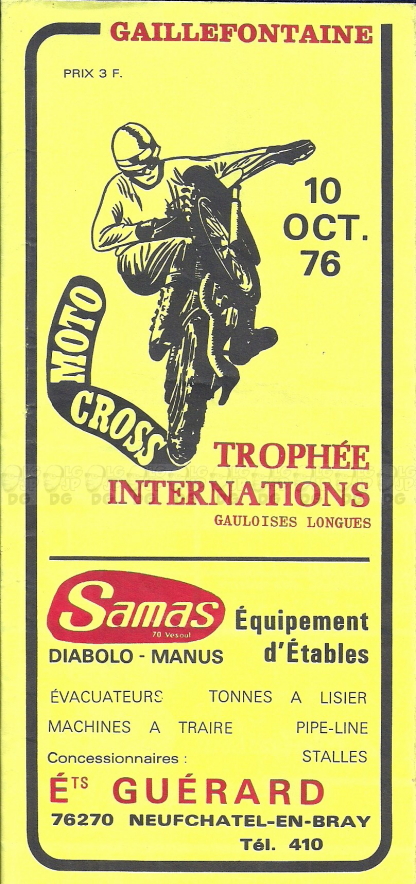 GAILLEFONTAINE
PRIX 3 F.
10
OCT.
76
MOTO
CROSS
TROPHÉE
INTERNATIONS
GAULOISES LONGUES
Samas
70 Vesoul
Équipement
d'Étables
DIABOLO - MANUS
ÉVACUATEURS TONNES A LISIER
MACHINES A TRAIRE PIPE-LINE
Concessionnaires : STALLES
Éts GUÉRARD
76270 NEUFCHATEL-EN-BRAY
Tél. 410